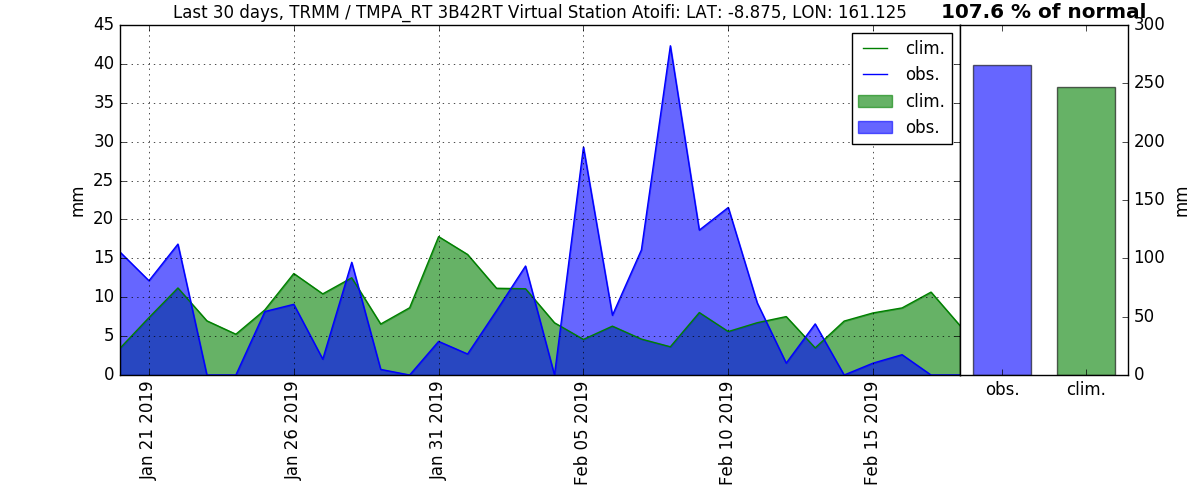 Last 30 days, TRMM / TMPA_RT 3B42RT Virtual Station Atoifi: LAT: -8.875, LON: 161.125
107.6 % of normal
45
40
35
30
25
20
15
10
5
0
mm
clim.
obs.
clim.
obs.
300
250
200
150
100
50
0
mm
Jan 21 2019
Jan 26 2019
Jan 31 2019
Feb 05 2019
Feb 10 2019
Feb 15 2019
obs.
clim.